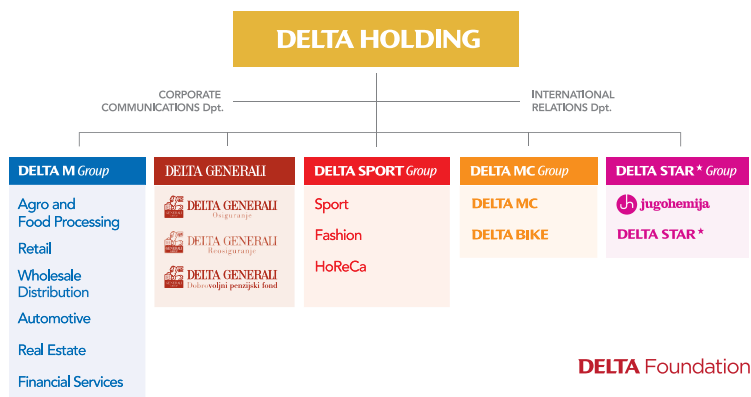 DELTA HOLDING
CORPORATE
COMMUNICATIONS Dpt.
INTERNATIONAL
RELATIONS Dpt.
DELTA M Group
Agro and
Food Processing
Retail
Wholesale
Distribution
Automotive
Real Estate
Financial Services
DELTA GENERALI
DELTA GENERALI
Osiguranje
DELTA GENERALI
Reosiguranje
DELTA GENERALI
Dobrovoljni penzijski fond
DELTA SPORT Group
Sport
Fashion
HoReCa
DELTA MC Group
DELTA MC
DELTA BIKE
DELTA STAR* Group
jh jugohemija
DELTA STAR*
DELTA Foundation